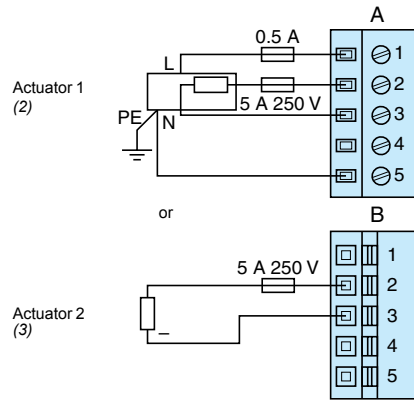 A
0.5 A
1
L
2
Actuator 1
(2)
5 A 250 V
PE
N
3
4
5
or
B
1
5 A 250 V
2
Actuator 2
(3)
–
3
4
5